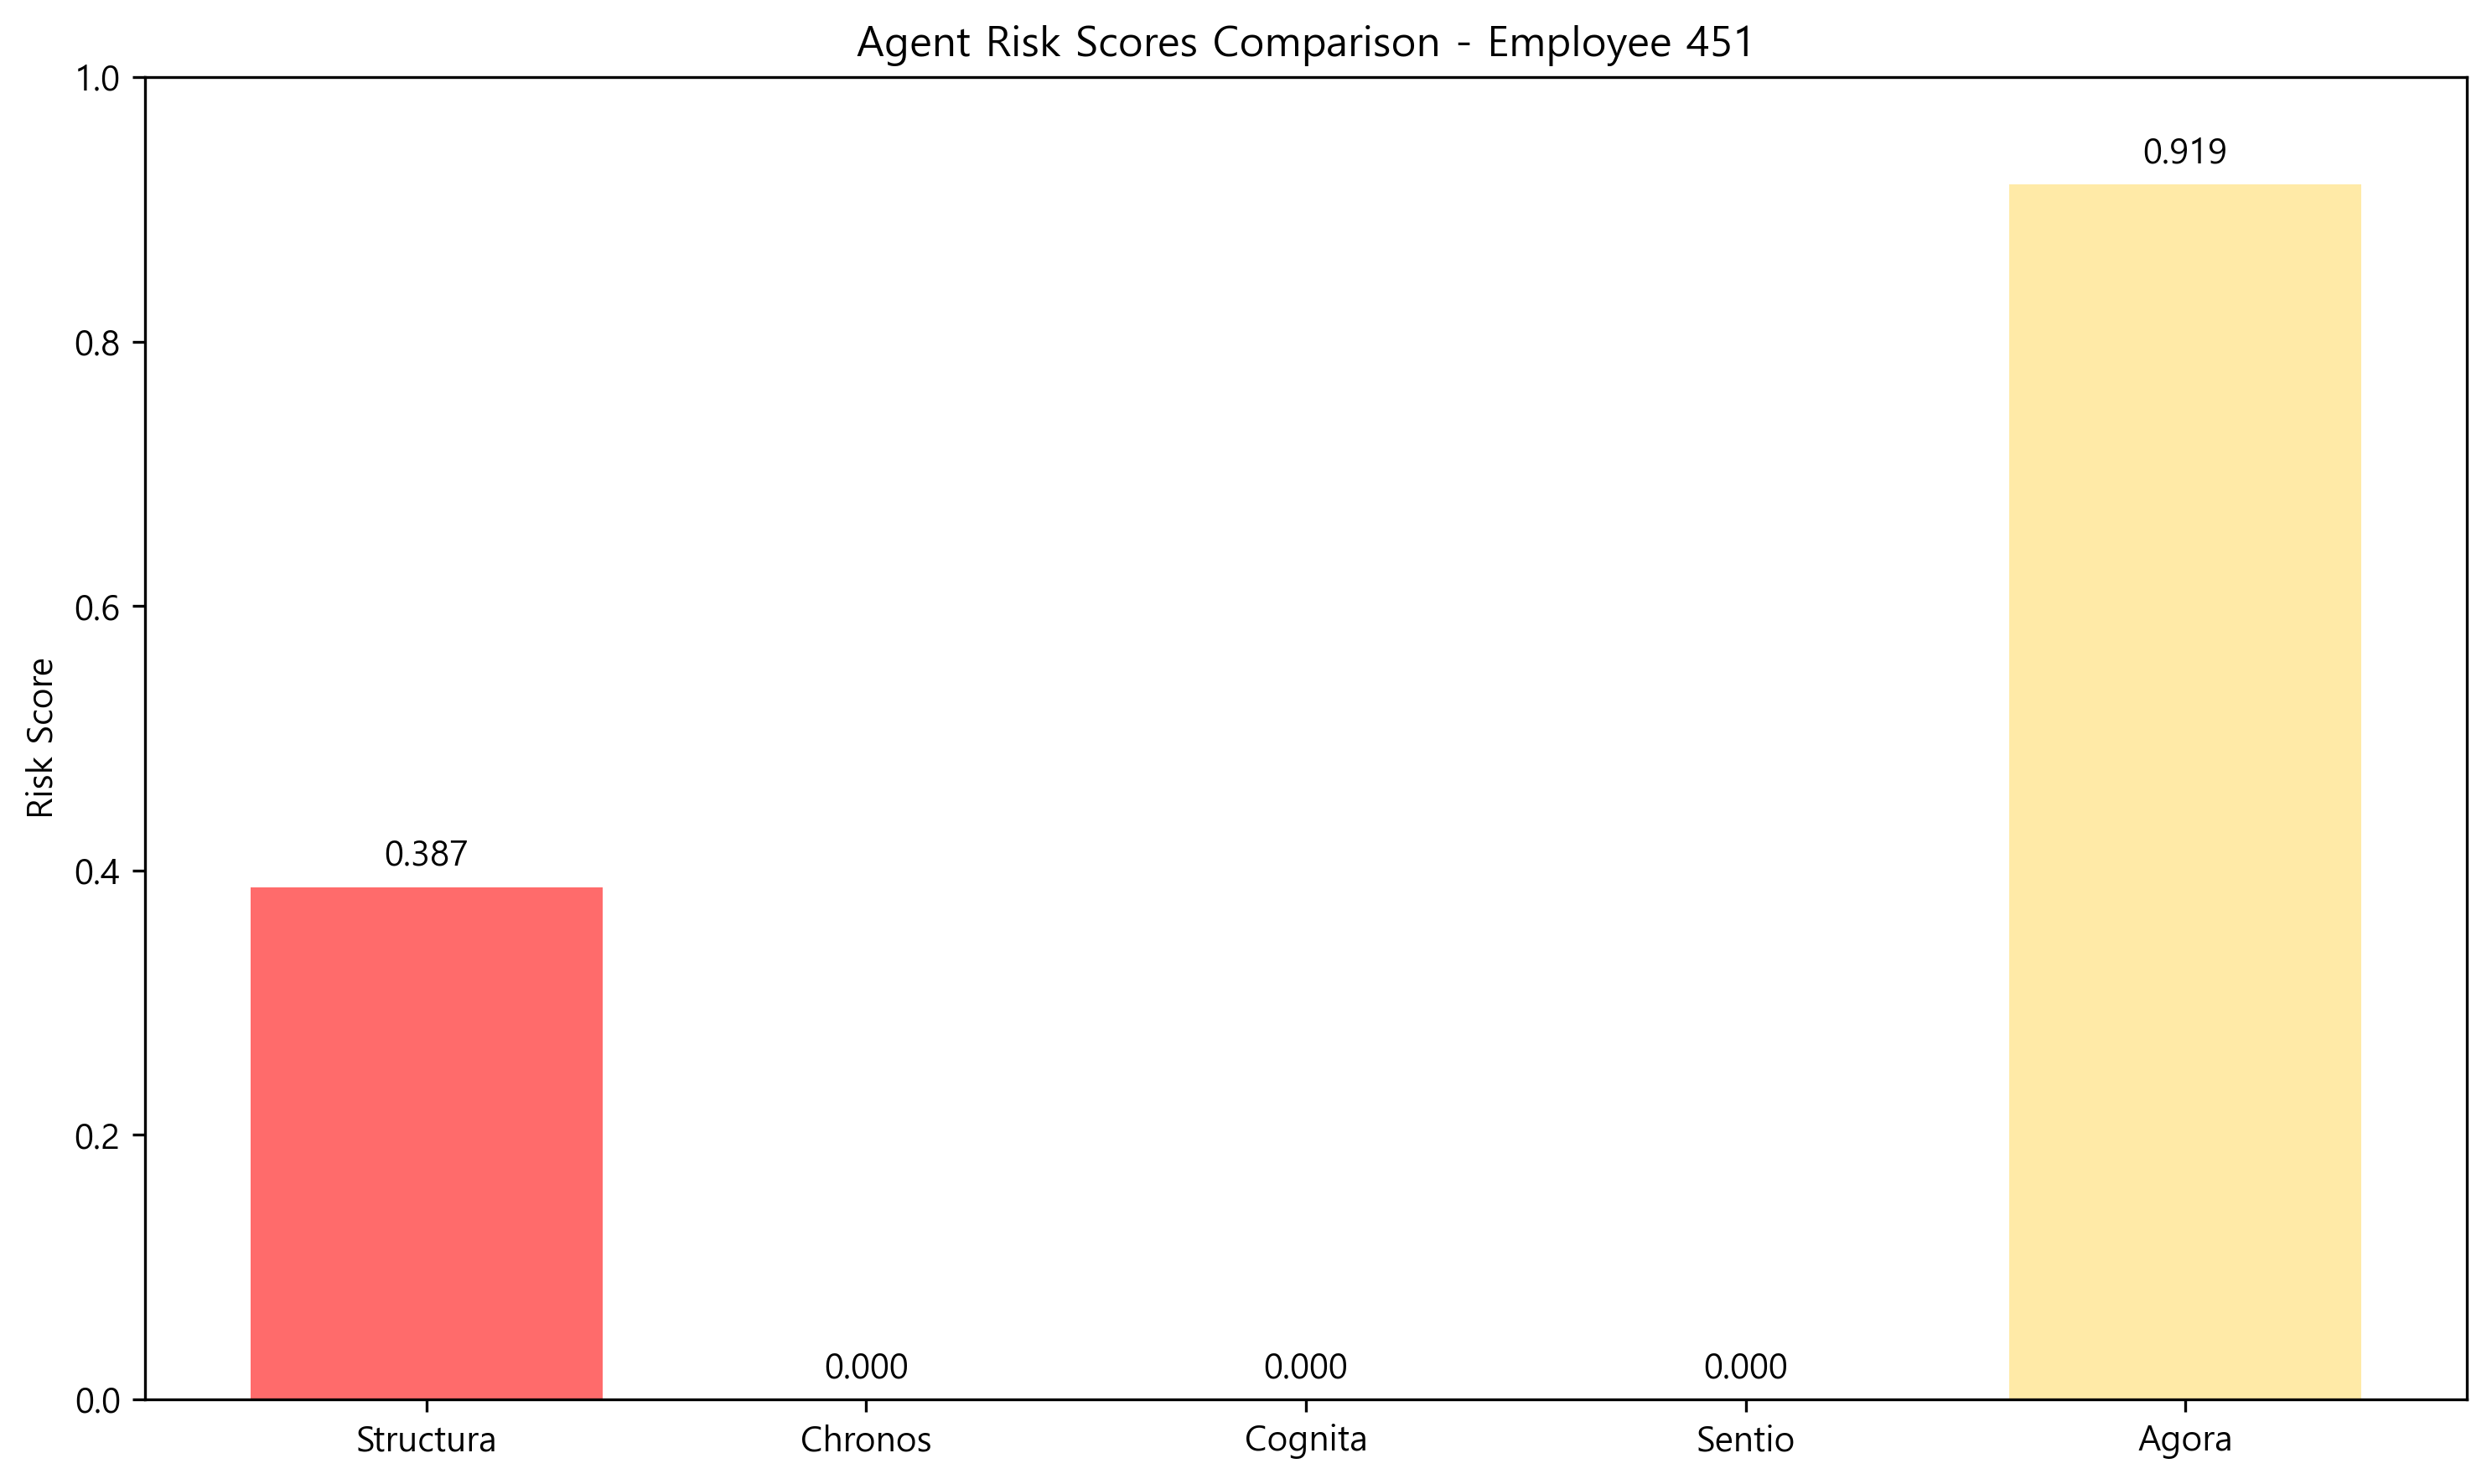 Agent Risk Scores Comparison - Employee 451
Risk Score
1.0
0.8
0.6
0.4
0.2
0.0
0.387
0.000
0.000
0.000
0.919
Structura
Chronos
Cognita
Sentio
Agora